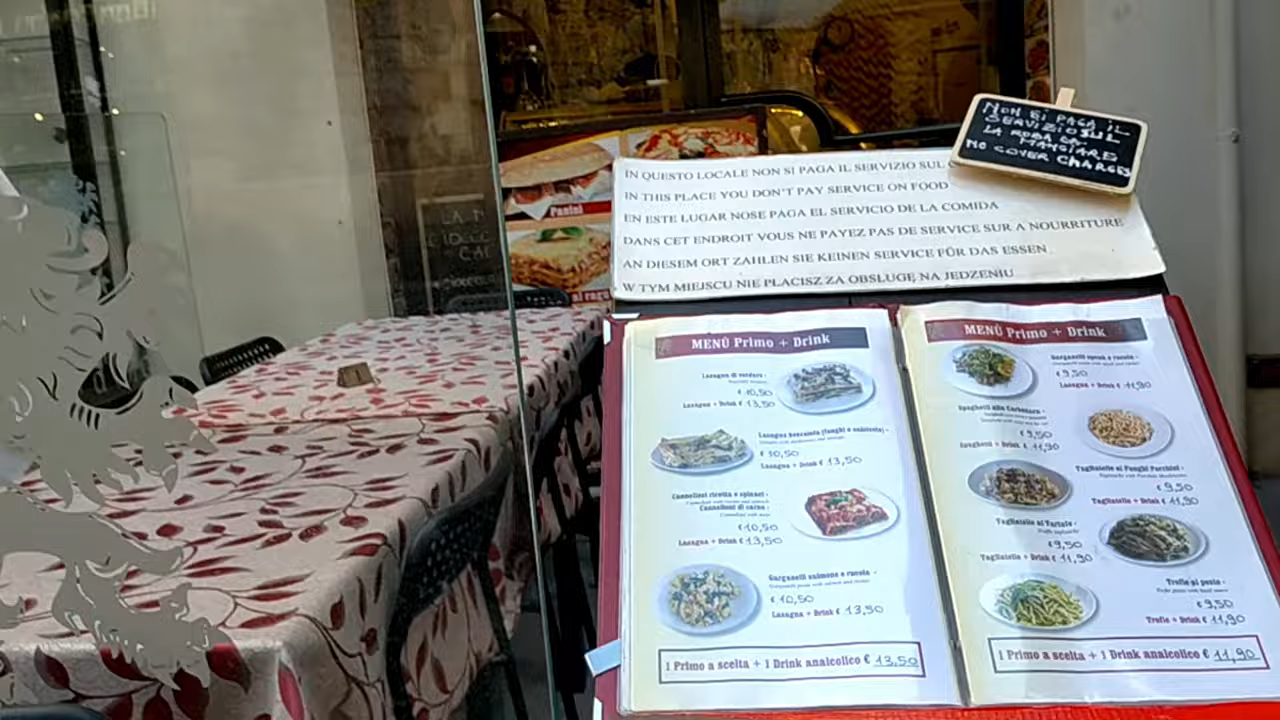 NON SI PAGA IL
SERVIZIO SUL
LA ROBA DA
MANGIARE
NO COVER CHARGES
IN QUESTO LOCALE NON SI PAGA IL SERVIZIO SUL
IN THIS PLACE YOU DON'T PAY SERVICE ON FOOD
EN ESTE LUGAR NOSE PAGA EL SERVICIO DE LA COMIDA
DANS CET ENDROIT VOUS NE PAYEZ PAS DE SERVICE SUR A NOURRITURE
AN DIESEM ORT ZAHLEN SIE KEINEN SERVICE FÜR DAS ESSEN
W TYM MIEJSCU NIE PLACISZ ZA OBSLUGĘ NA JEDZENIU
Panini
al ragu
LA
MENÙ Primo + Drink
Lasagna di verdure -
€ 10,50
Lasagna + Drink € 13,50
Lasagna boscaiola (funghi e salsiccia) -
€ 10,50
Lasagna + Drink € 13,50
Cannelloni ricotta e spinaci -
Cannelloni di carne -
€ 10,50
Lasagna + Drink € 13,50
Garganelli salmone e rucola -
€ 10,50
Lasagna + Drink € 13,50
1 Primo a scelta + 1 Drink analcolico € 13,50
MENÙ Primo + Drink
Garganelli speck e rucola -
€ 9,50
Lasagna + Drink € 11,90
Spaghetti alla Carbonara -
€ 9,50
Spaghetti + Drink € 11,90
Tagliatelle ai Funghi Porcini -
€ 9,50
Tagliatelle + Drink € 11,90
Tagliatelle al Tartufo -
€ 9,50
Tagliatelle + Drink € 11,90
Trofie al pesto -
€ 9,50
Trofie + Drink € 11,90
1 Primo a scelta + 1 Drink analcolico € 11,90